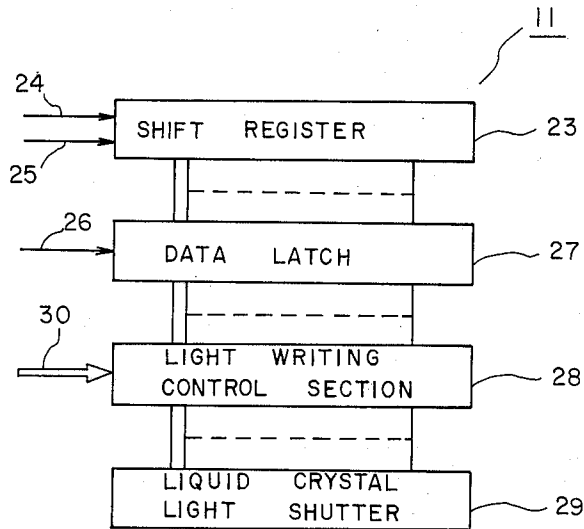 11
24
SHIFT REGISTER
23
25
26
DATA LATCH
27
30
LIGHT WRITING
CONTROL SECTION
28
LIQUID CRYSTAL
LIGHT SHUTTER
29